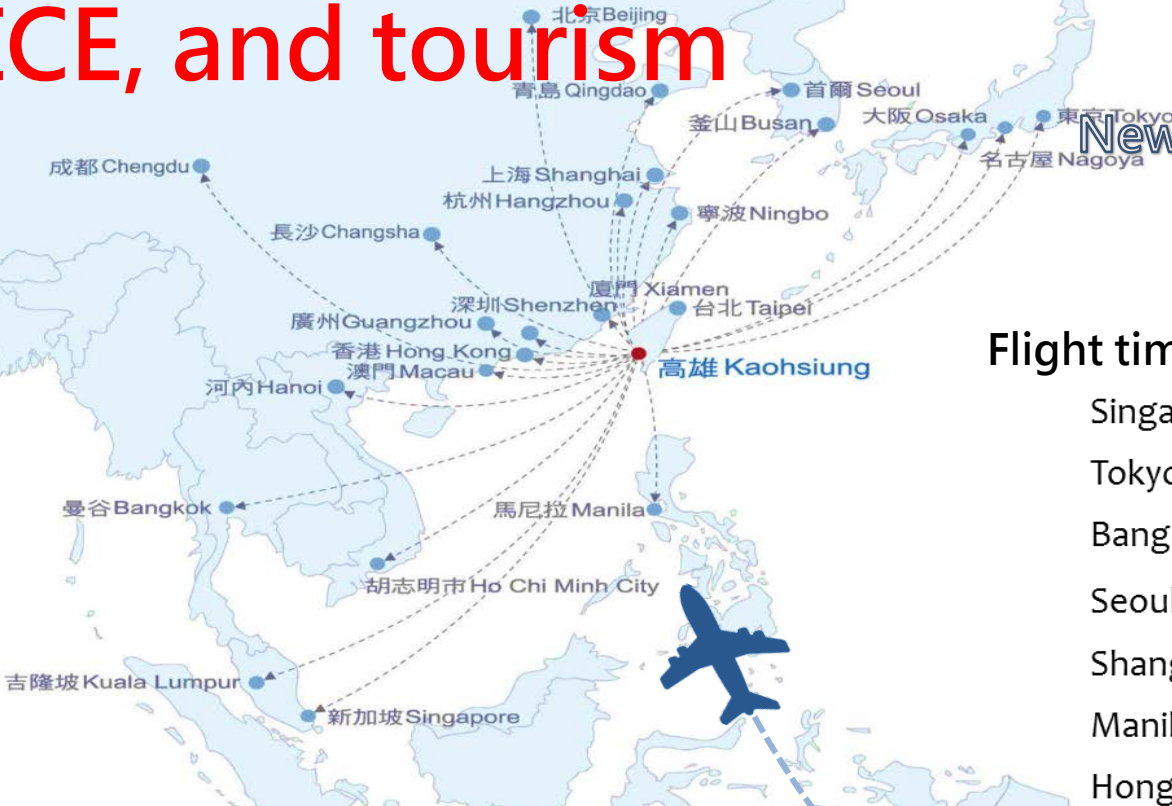 ICE, and tourism
北京Beijing
青島Qingdao
首爾Seoul
釜山Busan
大阪Osaka
東京Tokyo
New
名古屋Nagoya
成都Chengdu
上海Shanghai
杭州Hangzhou
寧波Ningbo
長沙Changsha
廈門Xiamen
深圳Shenzhen
台北Taipei
廣州Guangzhou
香港Hong Kong
澳門Macau
高雄Kaohsiung
河內Hanoi
曼谷Bangkok
馬尼拉Manila
胡志明市Ho Chi Minh City
吉隆坡Kuala Lumpur
新加坡Singapore
Flight tim
Singa
Tokyo
Bang
Seoul
Shang
Manil
Hong